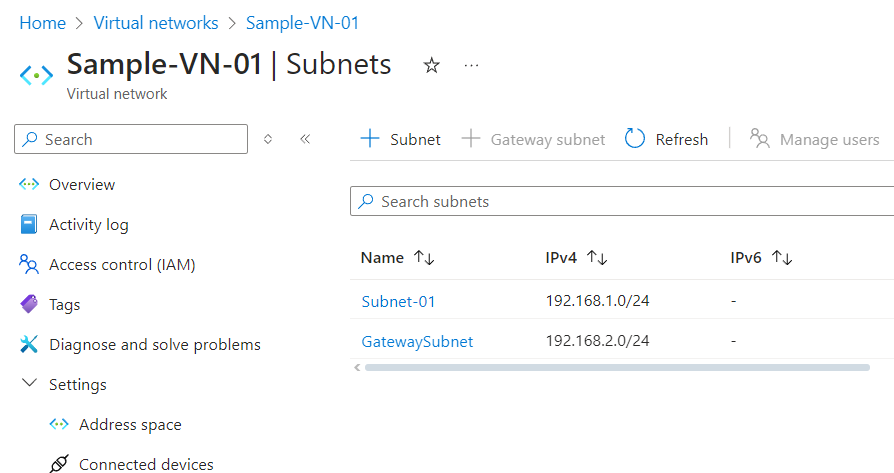 Home > Virtual networks > Sample-VN-01
Sample-VN-01 | Subnets
Virtual network
Search
Subnet
Gateway subnet
Refresh
Manage users
Overview
Activity log
Access control (IAM)
Tags
Diagnose and solve problems
Settings
Address space
Connected devices
Search subnets
Name IPv4 IPv6
Subnet-01 192.168.1.0/24 -
GatewaySubnet 192.168.2.0/24 -